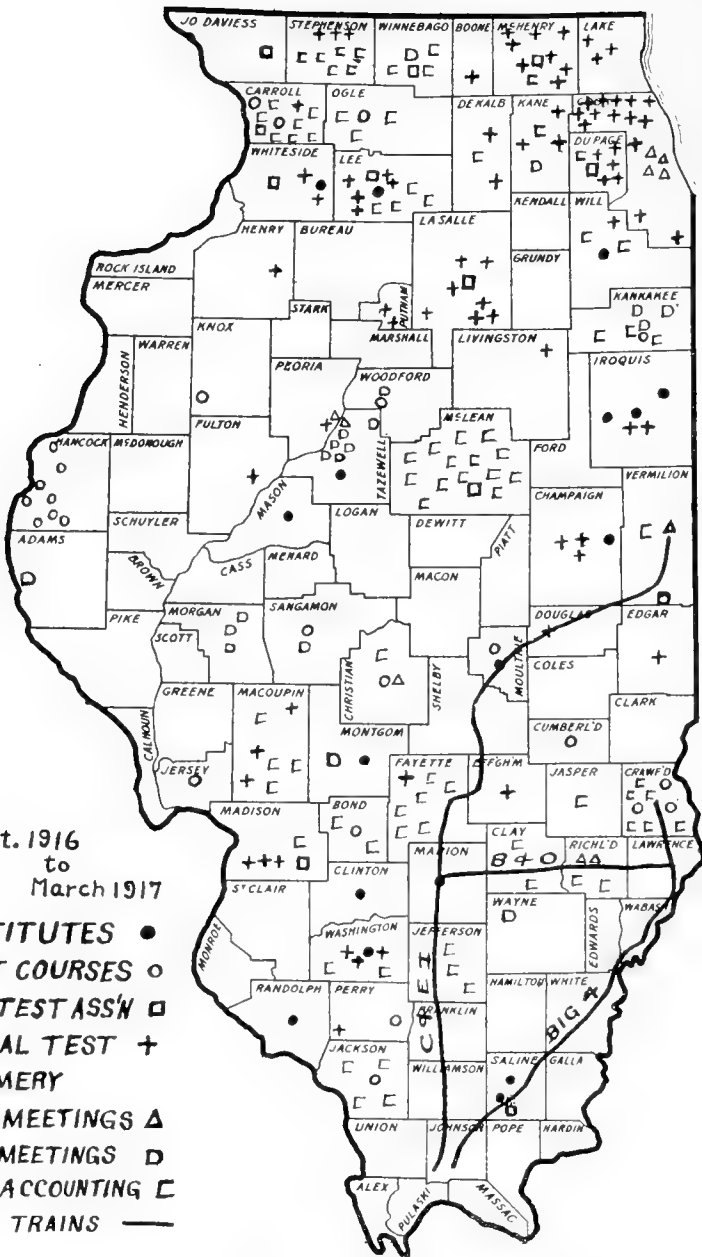 JO DAVIESS STEPHENSON WINNEBAGO BOONE MCHENRY LAKE
CARROLL OGLE DEKALB KANE
WHITESIDE LEE DUPAGE
KENDALL WILL
HENRY BUREAU LASALLE
GRUNDY
ROCK ISLAND
MERCER
KANKAKEE
STARK PUTNAM
KNOX
WARREN MARSHALL LIVINGSTON
HENDERSON PEORIA IROQUIS
WOODFORD
FULTON MCLEAN
HANCOCK MCDONOUGH FORD
TAZEWELL VERMILION
MASON CHAMPAIGN
SCHUYLER LOGAN DEWITT
ADAMS PIATT
BROWN CASS MENARD
MACON
PIKE MORGAN SANGAMON DOUGLAS EDGAR
SCOTT
CHRISTIAN SHELBY MOULTRIE
COLES
GREENE MACOUPIN CLARK
CALHOUN MONTGOM CUMBERL'D
JERSEY FAYETTE EFFGH'M JASPER CRAWF'D
MADISON BOND
CLAY RICHL'D LAWRENCE
B & O
t. 1916
to
March 1917
MARION
ST CLAIR CLINTON WAYNE WABASH
EDWARDS
TITUTES
MONROE WASHINGTON JEFFERSON
T COURSES
HAMILTON WHITE
RANDOLPH PERRY
TEST ASS'N
C & E I FRANKLIN BIG 4
AL TEST
JACKSON
MERY
WILLIAMSON SALINE GALLA
MEETINGS
MEETINGS
UNION JOHNSON POPE HARDIN
ACCOUNTING
ALEX PULASKI MASSAC
TRAINS